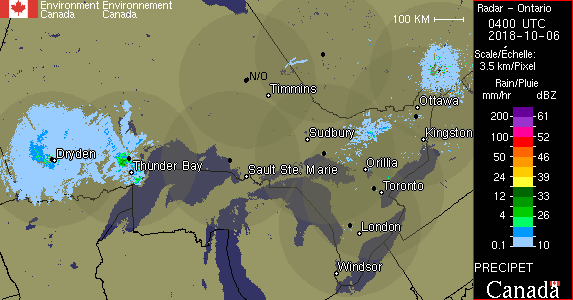 Environment Environnement
Canada Canada
100 KM
N/O
Timmins
Ottawa
Sudbury
Kingston
Dryden
Thunder Bay
Sault Ste. Marie
Orillia
Toronto
London
Windsor
Radar - Ontario
0400 UTC
2018-10-06
Scale/Échelle:
3.5 km/Pixel
Rain/Pluie
mm/hr dBZ
200 61
100 52
50 46
24 39
12 33
4 26
0.1 10
PRECIPET
Canada